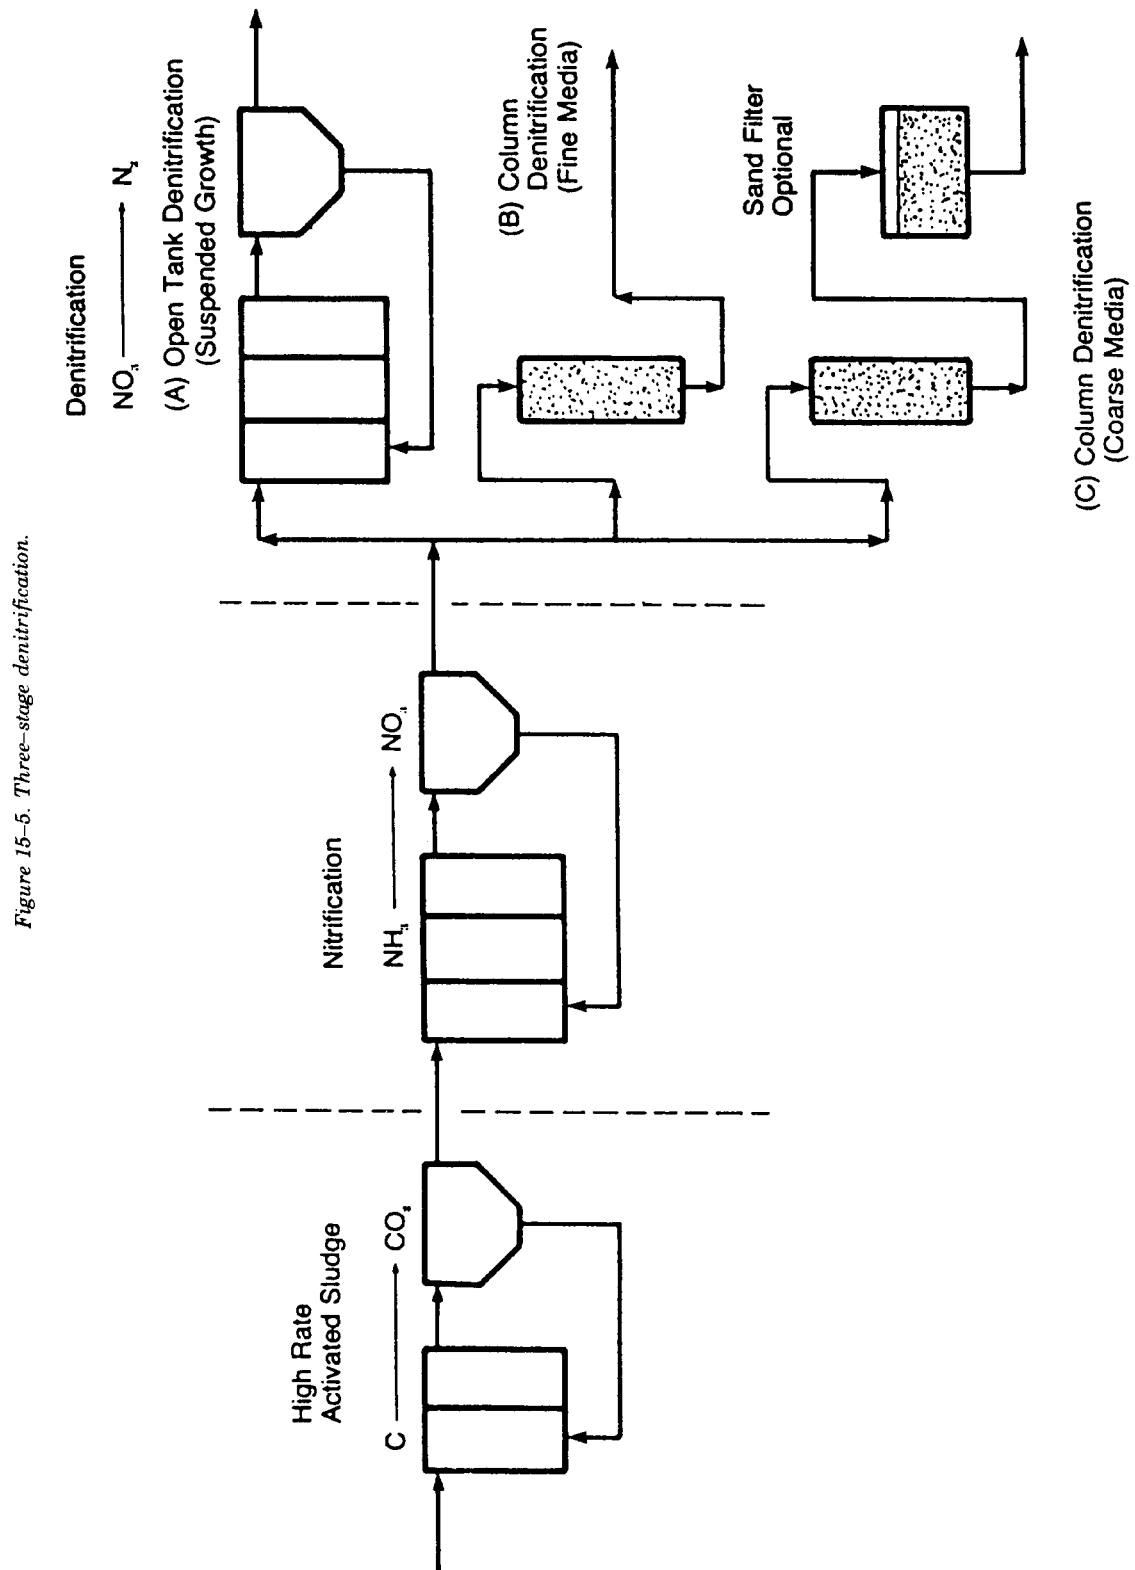 Figure 15–5. Three–stage denitrification.
High Rate
Activated Sludge
C → CO₂
Nitrification
NH₃ → NO₃
Denitrification
NO₃ → N₂
(A) Open Tank Denitrification
(Suspended Growth)
(B) Column
Denitrification
(Fine Media)
Sand Filter
Optional
(C) Column Denitrification
(Coarse Media)